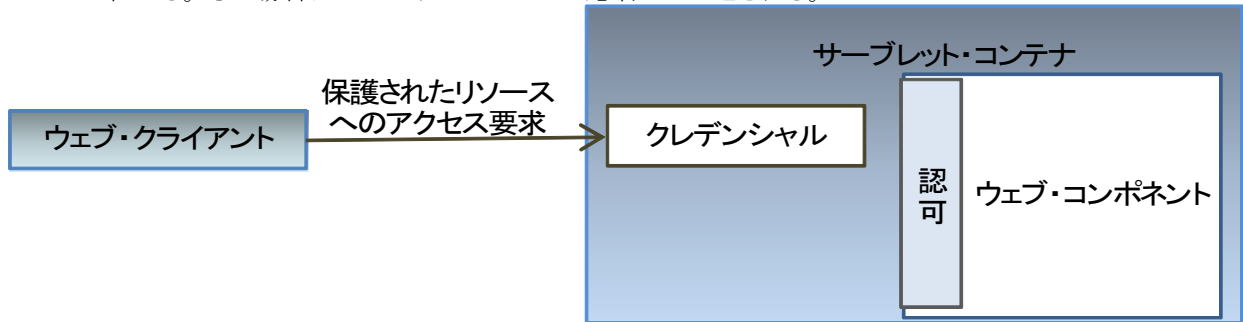 サーブレット・コンテナ
保護されたリソース
へのアクセス要求
ウェブ・クライアント
クレデンシャル
認可
ウェブ・コンポネント